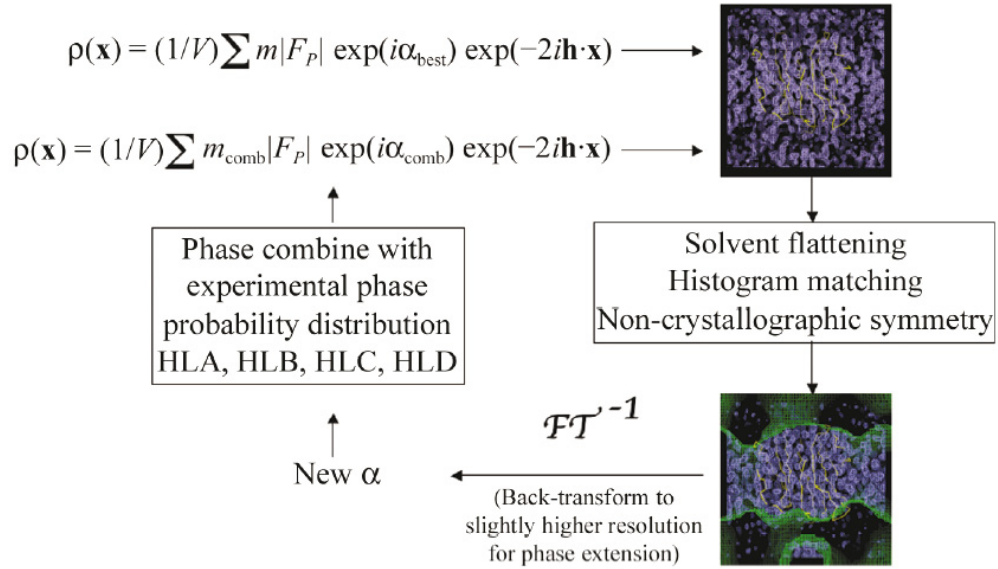 ρ(x) = (1/V)∑ m|F_P| exp(iα_best) exp(−2ih·x)
ρ(x) = (1/V)∑ m_comb|F_P| exp(iα_comb) exp(−2ih·x)
Phase combine with
experimental phase
probability distribution
HLA, HLB, HLC, HLD
Solvent flattening
Histogram matching
Non-crystallographic symmetry
FT⁻¹
New α
(Back-transform to
slightly higher resolution
for phase extension)